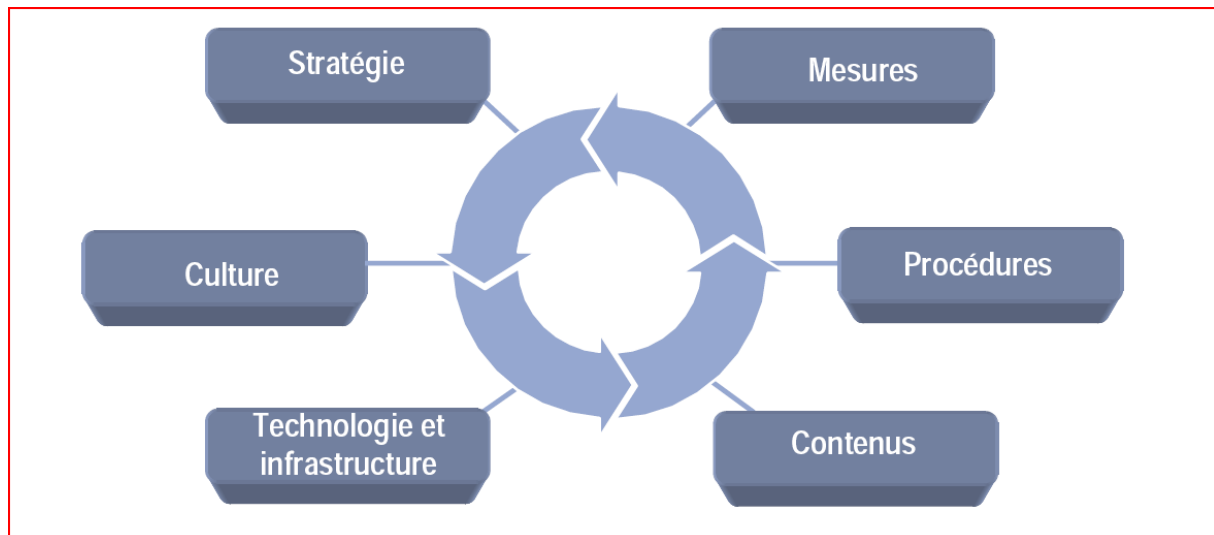 Stratégie
Mesures
Culture
Procédures
Technologie et
infrastructure
Contenus